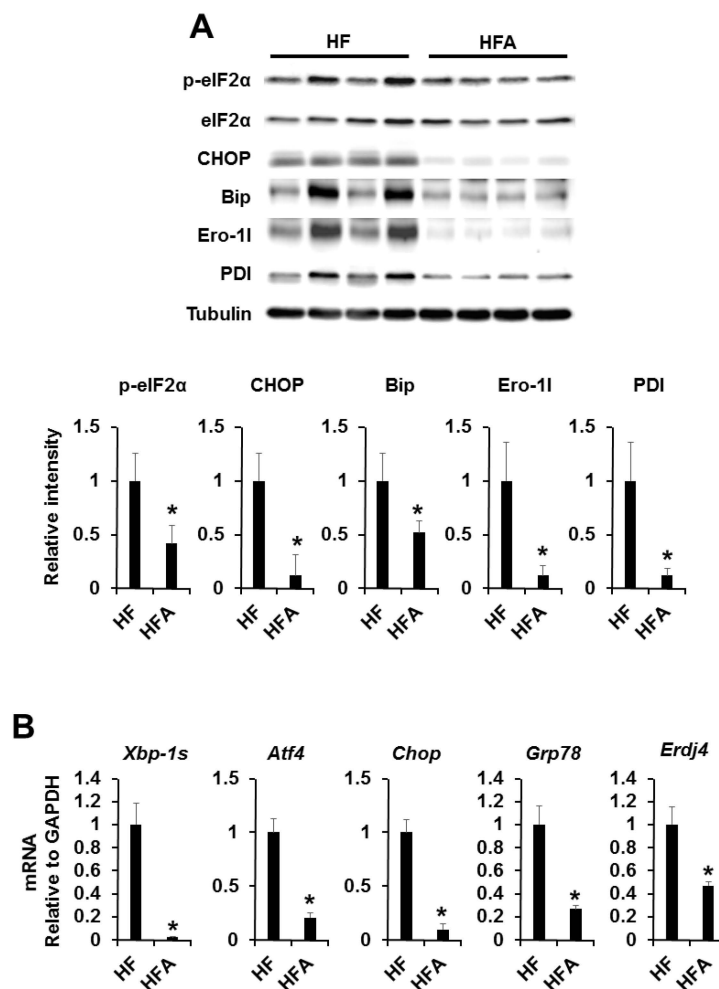 A
HF HFA
p-eIF2α
eIF2α
CHOP
Bip
Ero-1l
PDI
Tubulin
p-eIF2α CHOP Bip Ero-1l PDI
Relative intensity
1.5 1.5 1.5 1.5 1.5
1 1 1 1 1
0.5 0.5 0.5 0.5 0.5
* * * * *
0 0 0 0 0
HF HFA HF HFA HF HFA HF HFA HF HFA
B
Xbp-1s Atf4 Chop Grp78 Erdj4
mRNA
Relative to GAPDH
1.4 1.5 1.5 1.4 1.4
1.2 1.2 1.2
1 1 1 1 1
0.8 0.8 0.8
0.6 0.5 0.5 0.6 0.6
0.4 0.4 0.4
0.2 0.2 0.2
* * * * *
0 0 0 0 0
HF HFA HF HFA HF HFA HF HFA HF HFA